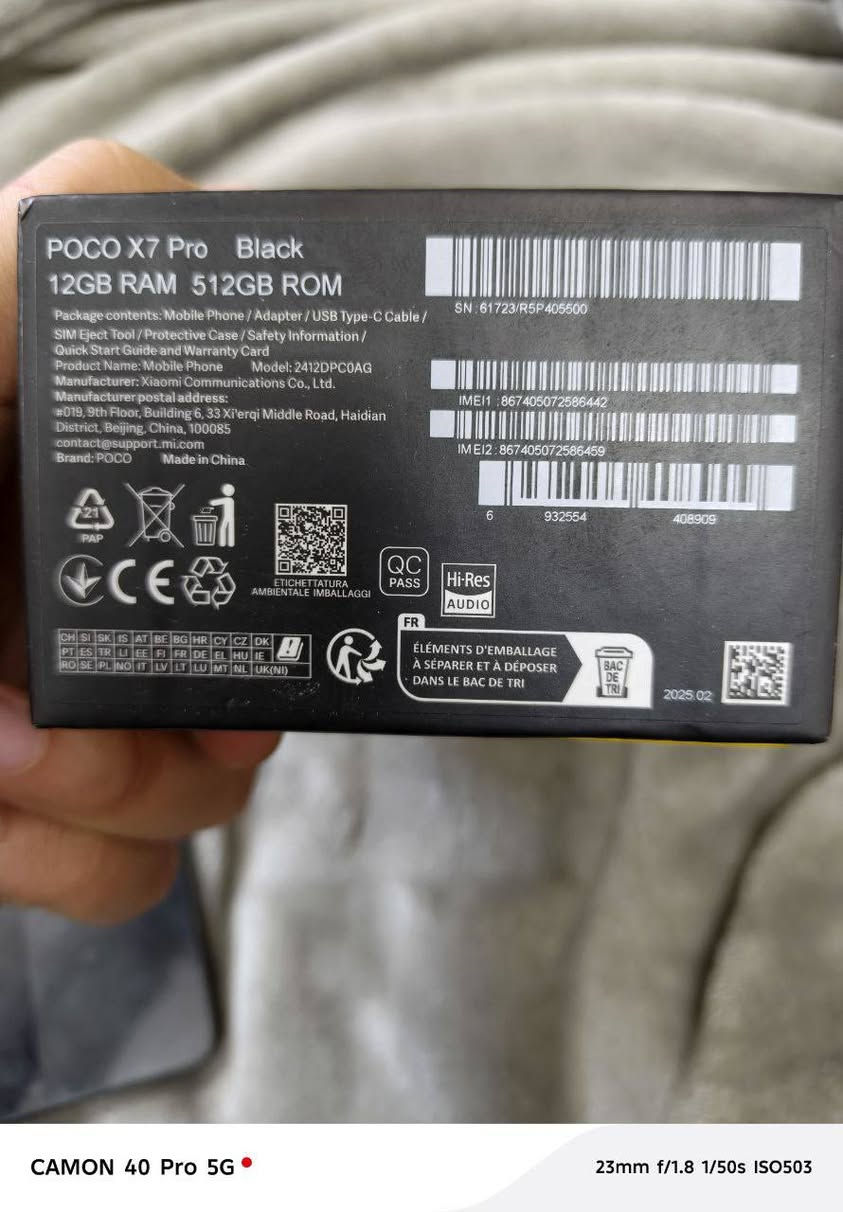 POCO X7 Pro Black
12GB RAM 512GB ROM
Package contents: Mobile Phone / Adapter / USB Type-C Cable /
SIM Eject Tool / Protective Case / Safety Information /
Quick Start Guide and Warranty Card
Product Name: Mobile Phone Model: 2412DPC0AG
Manufacturer: Xiaomi Communications Co., Ltd.
Manufacturer postal address:
#019, 9th Floor, Building 6, 33 Xi'erqi Middle Road, Haidian
District, Beijing, China, 100085
contact@support.mi.com
Brand: POCO Made in China
SN : 61723/R5P405500
IMEI1 : 867405072586442
IMEI2 : 867405072586459
6 932554 408909
21
PAP
CE
ETICHETTATURA
AMBIENTALE IMBALLAGGI
QC
PASS
Hi-Res
AUDIO
CH SI SK IS AT BE BG HR CY CZ DK
PT ES TR LI EE FI FR DE EL HU IE
RO SE PL NO IT LV LT LU MT NL UK(NI)
FR
ÉLÉMENTS D'EMBALLAGE
À SÉPARER ET À DÉPOSER
DANS LE BAC DE TRI
BAC
DE
TRI
2025.02
CAMON 40 Pro 5G
23mm f/1.8 1/50s ISO503